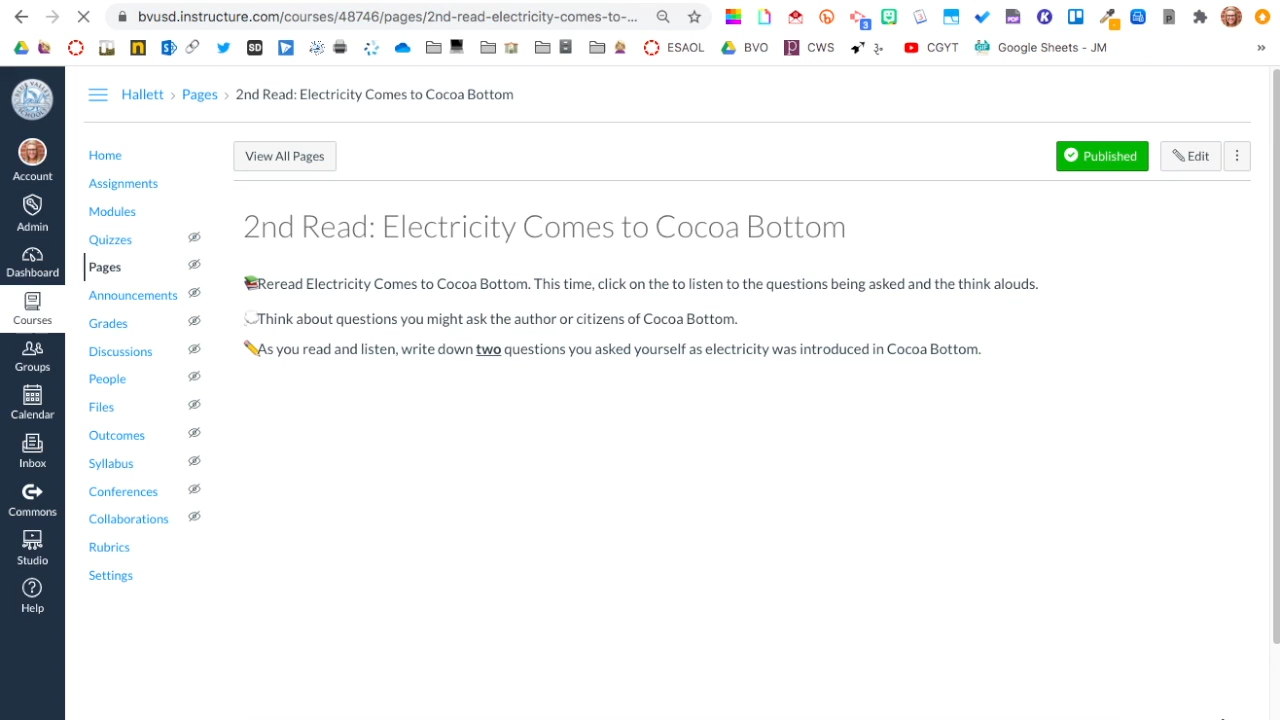 bvusd.instructure.com/courses/48746/pages/2nd-read-electricity-comes-to-...
3
SD
ESAOL
BVO
CWS
CGYT
Google Sheets - JM
»
Hallett > Pages > 2nd Read: Electricity Comes to Cocoa Bottom
Account
Admin
Dashboard
Courses
Groups
Calendar
Inbox
Commons
Studio
Help
Home
Assignments
Modules
Quizzes
Pages
Announcements
Grades
Discussions
People
Files
Outcomes
Syllabus
Conferences
Collaborations
Rubrics
Settings
View All Pages
Published
Edit
2nd Read: Electricity Comes to Cocoa Bottom
Reread Electricity Comes to Cocoa Bottom. This time, click on the to listen to the questions being asked and the think alouds.
Think about questions you might ask the author or citizens of Cocoa Bottom.
As you read and listen, write down two questions you asked yourself as electricity was introduced in Cocoa Bottom.